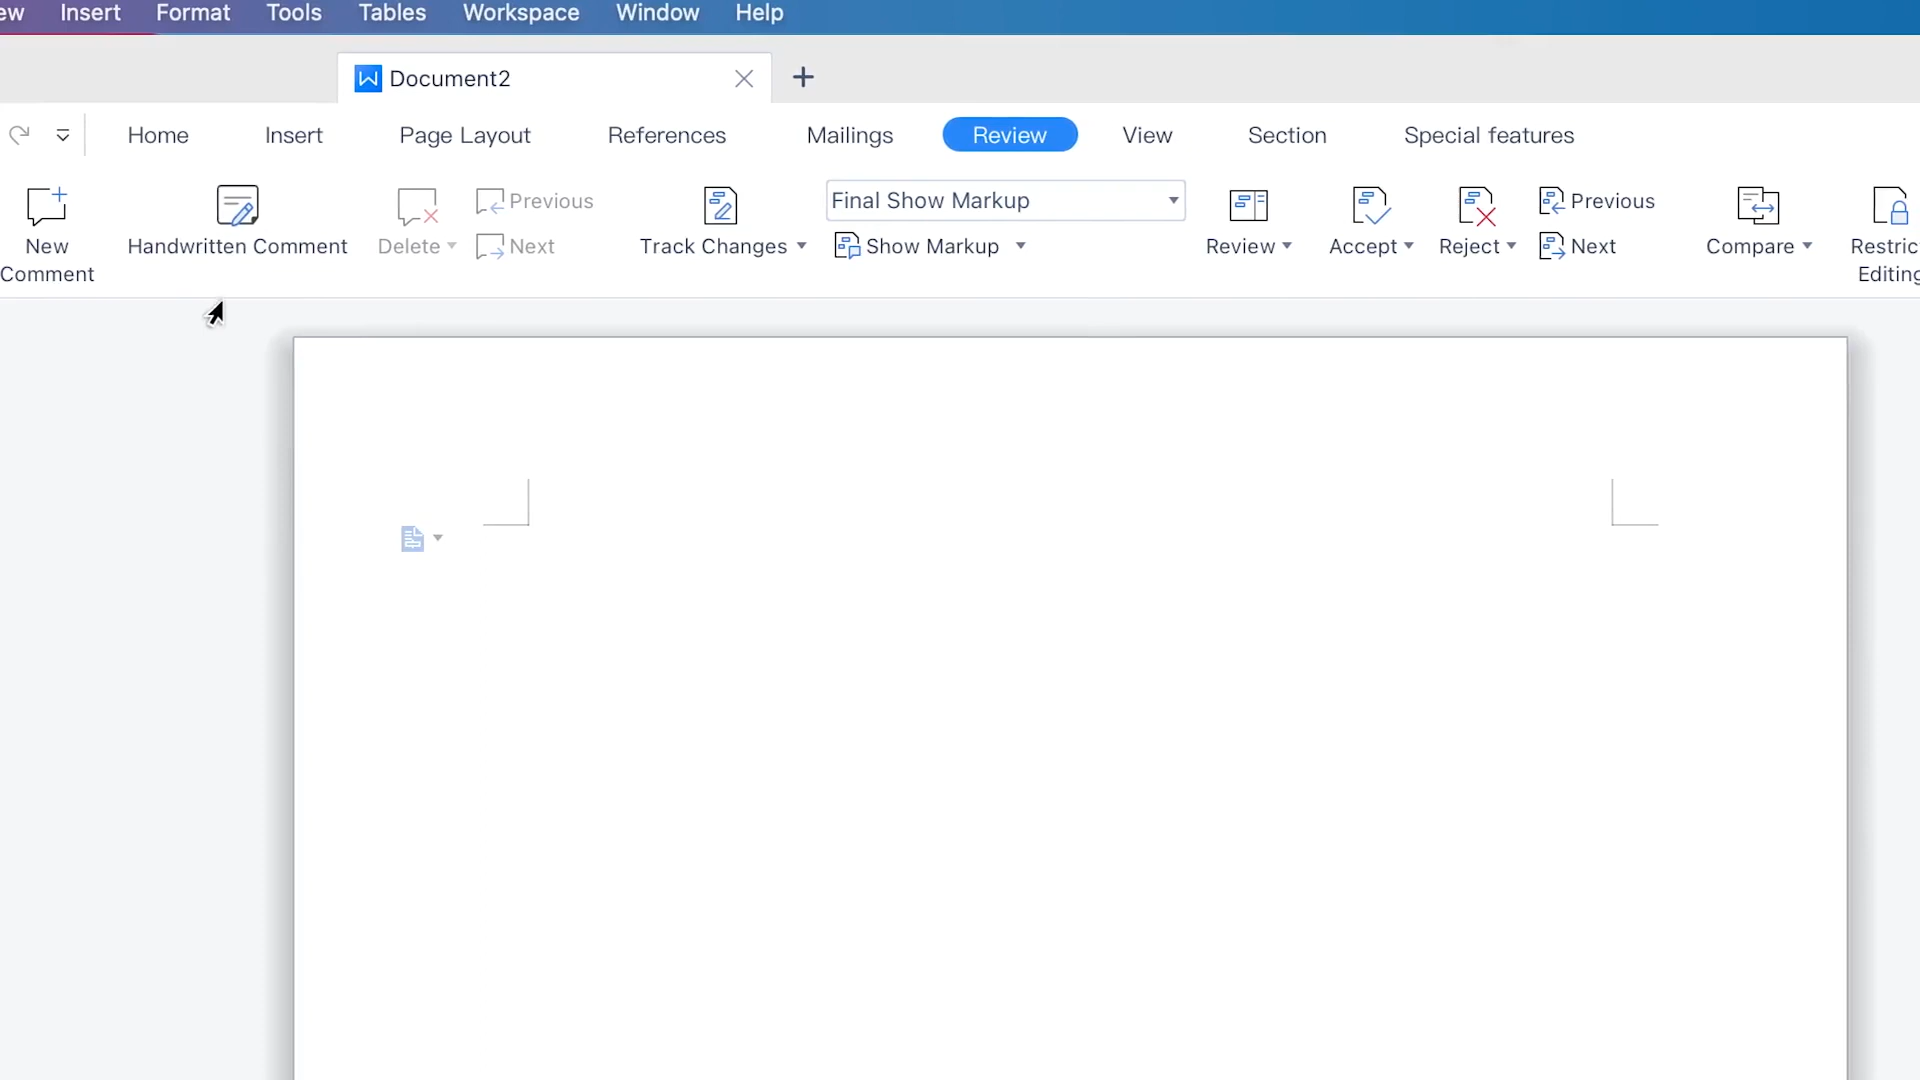 Insert Format Tools Tables Workspace Window Help
Document2
Home Insert Page Layout References Mailings Review View Section Special features
Previous Final Show Markup Previous
New Handwritten Comment Delete Next Track Changes Show Markup Review Accept Reject Next Compare
Comment Editing